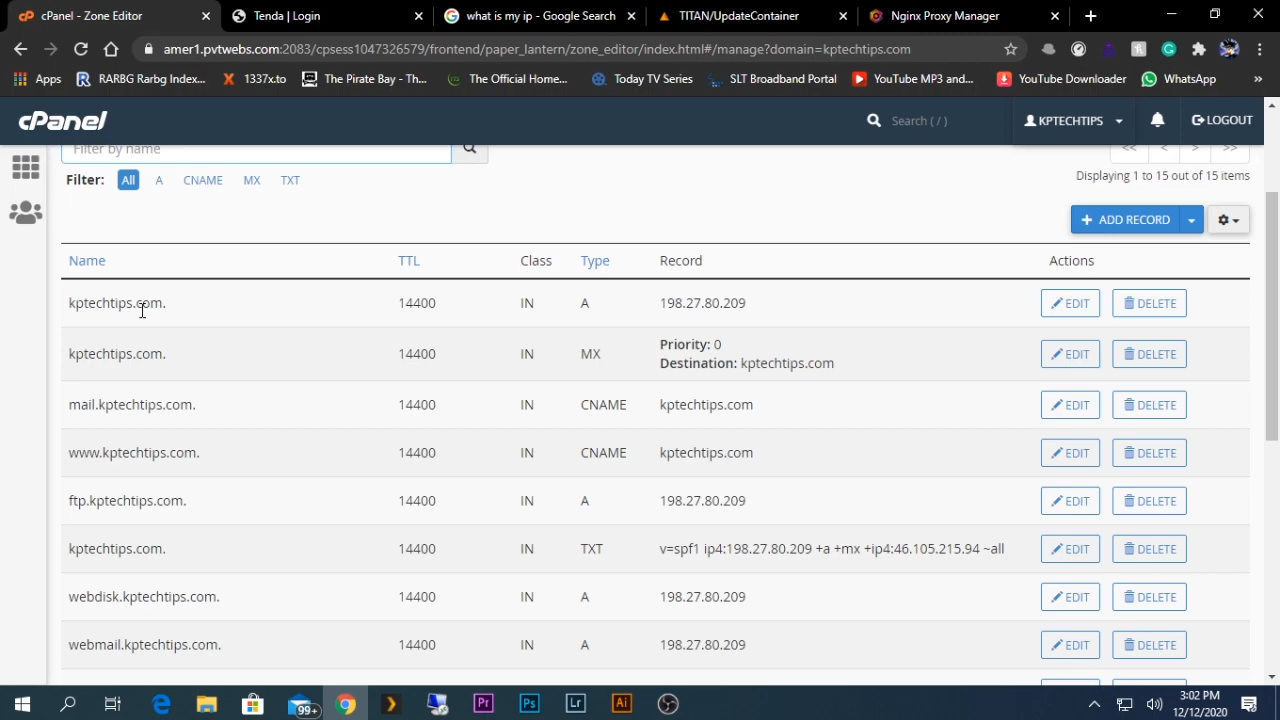 cPanel - Zone Editor
Tenda | Login
what is my ip - Google Search
TITAN/UpdateContainer
Nginx Proxy Manager
amer1.pvtwebs.com:2083/cpsess1047326579/frontend/paper_lantern/zone_editor/index.html#/manage?domain=kptechtips.com
Apps
RARBG Rarbg Index...
1337x.to
The Pirate Bay - Th...
The Official Home...
Today TV Series
SLT Broadband Portal
YouTube MP3 and...
YouTube Downloader
WhatsApp
»
cPanel
Search ( / )
KPTECHTIPS
LOGOUT
Filter by name
<< < > >>
Filter: All A CNAME MX TXT
Displaying 1 to 15 out of 15 items
+ ADD RECORD
Name TTL Class Type Record Actions
kptechtips.com. 14400 IN A 198.27.80.209 EDIT DELETE
kptechtips.com. 14400 IN MX Priority: 0 EDIT DELETE
Destination: kptechtips.com
mail.kptechtips.com. 14400 IN CNAME kptechtips.com EDIT DELETE
www.kptechtips.com. 14400 IN CNAME kptechtips.com EDIT DELETE
ftp.kptechtips.com. 14400 IN A 198.27.80.209 EDIT DELETE
kptechtips.com. 14400 IN TXT v=spf1 ip4:198.27.80.209 +a +mx +ip4:46.105.215.94 ~all EDIT DELETE
webdisk.kptechtips.com. 14400 IN A 198.27.80.209 EDIT DELETE
webmail.kptechtips.com. 14400 IN A 198.27.80.209 EDIT DELETE
99+
Pr
Ps
Lrc
Ai
3:02 PM
12/12/2020